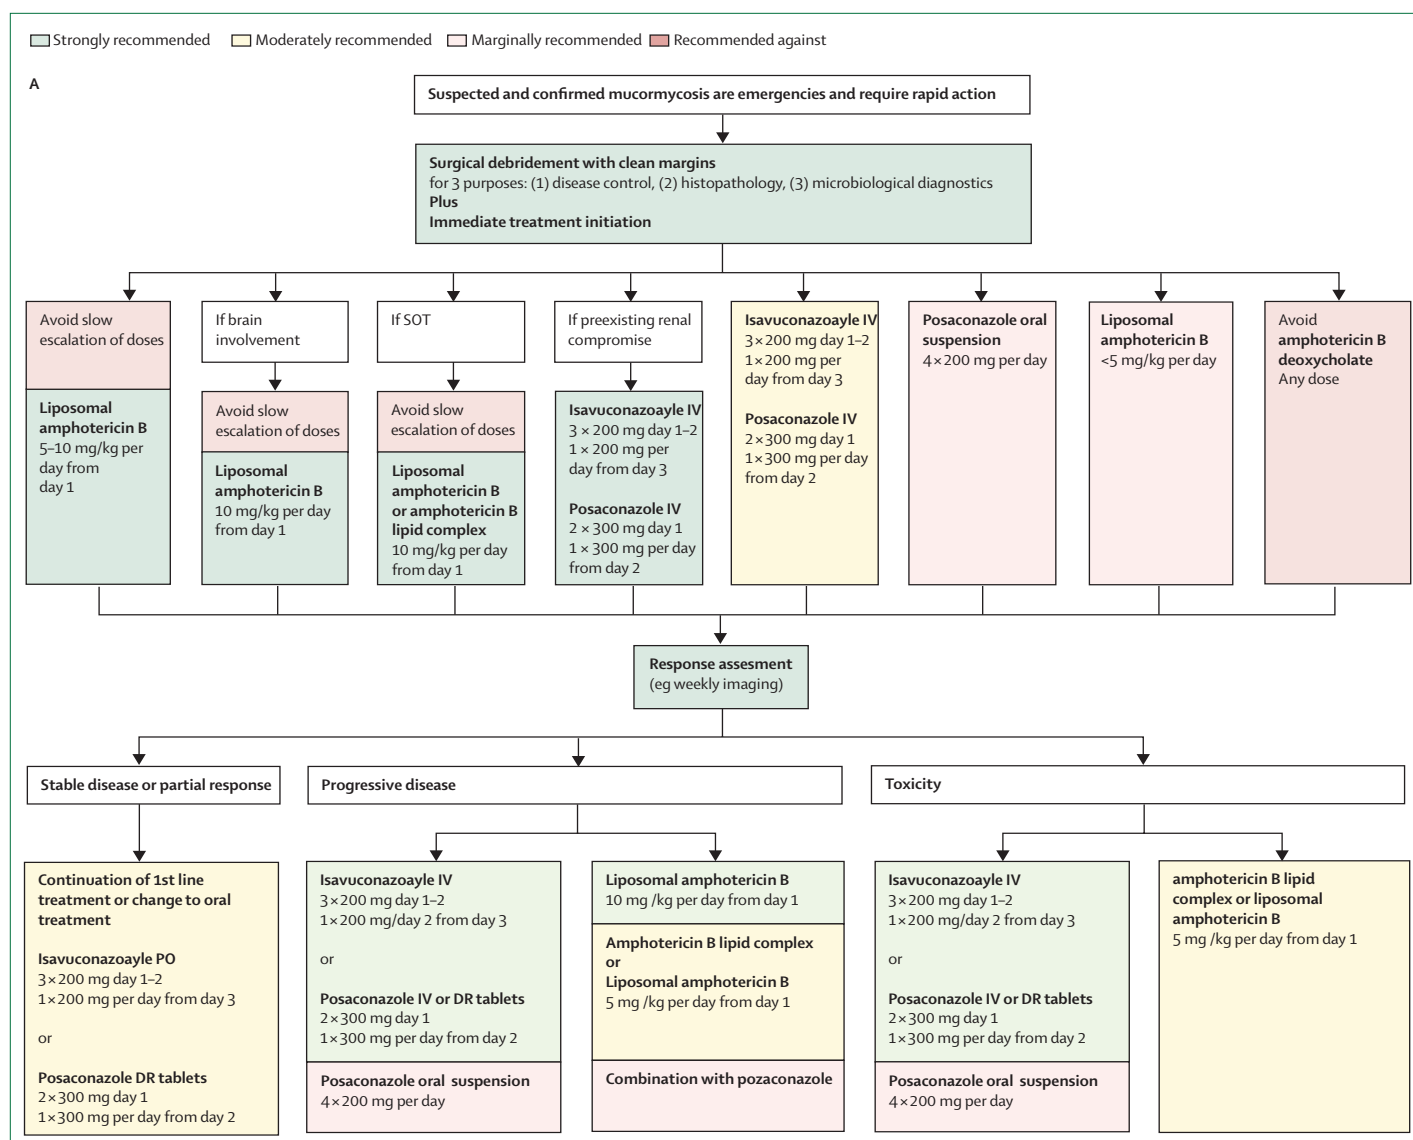 Strongly recommended
Moderately recommended
Marginally recommended
Recommended against
A
Suspected and confirmed mucormycosis are emergencies and require rapid action
Surgical debridement with clean margins
for 3 purposes: (1) disease control, (2) histopathology, (3) microbiological diagnostics
Plus
Immediate treatment initiation
Avoid slow
escalation of doses
Liposomal
amphotericin B
5–10 mg/kg per
day from
day 1
If brain
involvement
Avoid slow
escalation of doses
Liposomal
amphotericin B
10 mg/kg per day
from day 1
If SOT
Avoid slow
escalation of doses
Liposomal
amphotericin B
or amphotericin B
lipid complex
10 mg/kg per day
from day 1
If preexisting renal
compromise
Isavuconazoayle IV
3 × 200 mg day 1–2
1 × 200 mg per
day from day 3
Posaconazole IV
2 × 300 mg day 1
1 × 300 mg per day
from day 2
Isavuconazoayle IV
3×200 mg day 1–2
1×200 mg per
day from day 3
Posaconazole IV
2×300 mg day 1
1×300 mg per day
from day 2
Posaconazole oral
suspension
4×200 mg per day
Liposomal
amphotericin B
<5 mg/kg per day
Avoid
amphotericin B
deoxycholate
Any dose
Response assesment
(eg weekly imaging)
Stable disease or partial response
Continuation of 1st line
treatment or change to oral
treatment
Isavuconazoayle PO
3×200 mg day 1–2
1×200 mg per day from day 3
or
Posaconazole DR tablets
2×300 mg day 1
1×300 mg per day from day 2
Progressive disease
Isavuconazoayle IV
3×200 mg day 1–2
1×200 mg/day 2 from day 3
or
Posaconazole IV or DR tablets
2×300 mg day 1
1×300 mg per day from day 2
Posaconazole oral suspension
4×200 mg per day
Liposomal amphotericin B
10 mg /kg per day from day 1
Amphotericin B lipid complex
or
Liposomal amphotericin B
5 mg /kg per day from day 1
Combination with pozaconazole
Toxicity
Isavuconazoayle IV
3×200 mg day 1–2
1×200 mg/day 2 from day 3
or
Posaconazole IV or DR tablets
2×300 mg day 1
1×300 mg per day from day 2
Posaconazole oral suspension
4×200 mg per day
amphotericin B lipid
complex or liposomal
amphotericin B
5 mg /kg per day from day 1